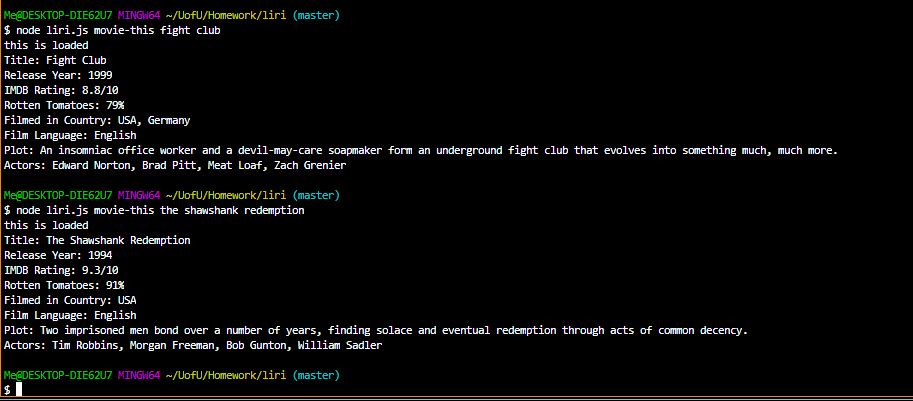 Me@DESKTOP-DIE62U7 MINGW64 ~/UofU/Homework/liri (master)
$ node liri.js movie-this fight club
this is loaded
Title: Fight Club
Release Year: 1999
IMDB Rating: 8.8/10
Rotten Tomatoes: 79%
Filmed in Country: USA, Germany
Film Language: English
Plot: An insomniac office worker and a devil-may-care soapmaker form an underground fight club that evolves into something much, much more.
Actors: Edward Norton, Brad Pitt, Meat Loaf, Zach Grenier
Me@DESKTOP-DIE62U7 MINGW64 ~/UofU/Homework/liri (master)
$ node liri.js movie-this the shawshank redemption
this is loaded
Title: The Shawshank Redemption
Release Year: 1994
IMDB Rating: 9.3/10
Rotten Tomatoes: 91%
Filmed in Country: USA
Film Language: English
Plot: Two imprisoned men bond over a number of years, finding solace and eventual redemption through acts of common decency.
Actors: Tim Robbins, Morgan Freeman, Bob Gunton, William Sadler
Me@DESKTOP-DIE62U7 MINGW64 ~/UofU/Homework/liri (master)
$